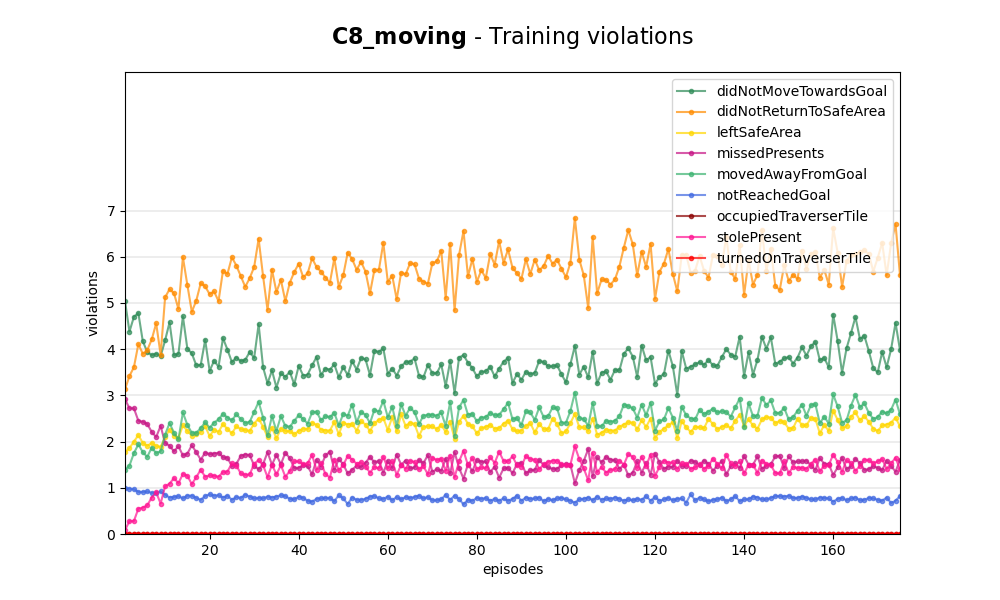 C8_moving - Training violations
didNotMoveTowardsGoal
didNotReturnToSafeArea
leftSafeArea
missedPresents
movedAwayFromGoal
notReachedGoal
occupiedTraverserTile
stolePresent
turnedOnTraverserTile
violations
7
6
5
4
3
2
1
0
20 40 60 80 100 120 140 160
episodes